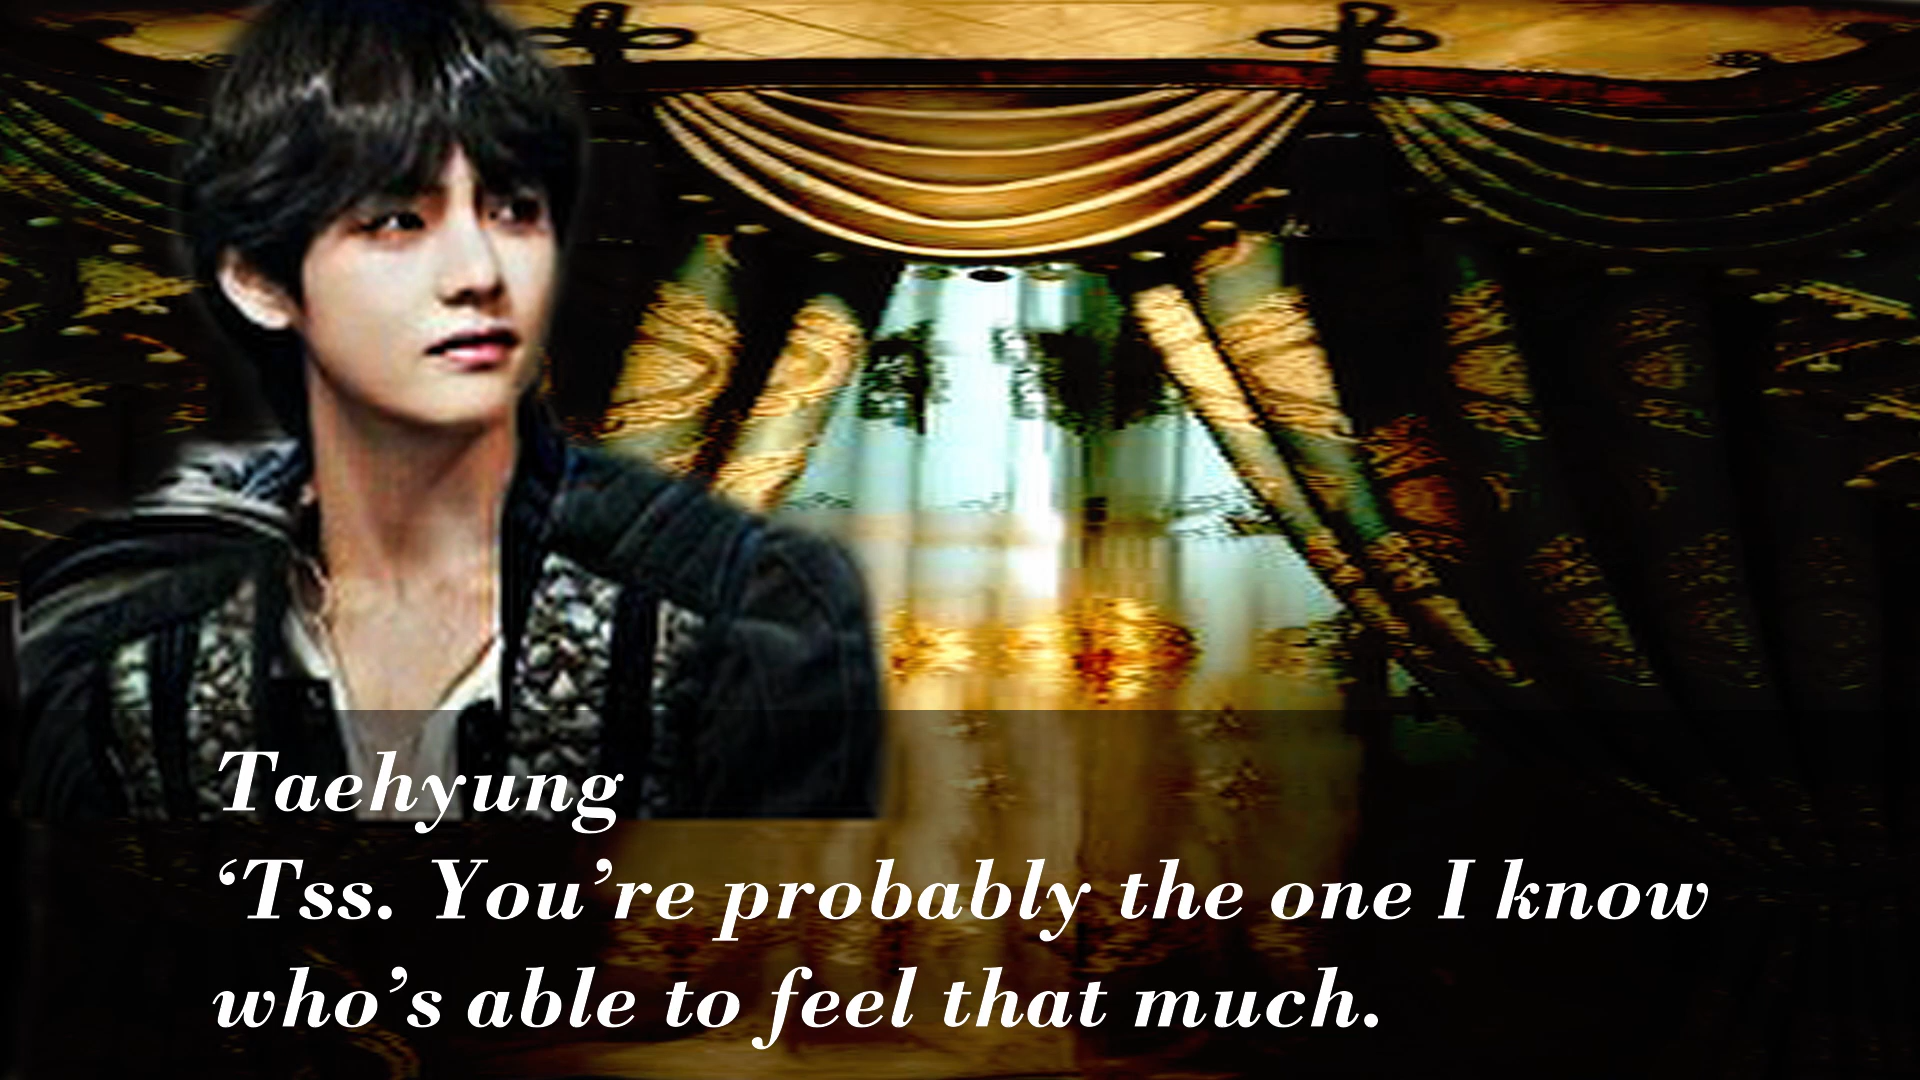 Taehyung
‘Tss. You’re probably the one I know
who’s able to feel that much.